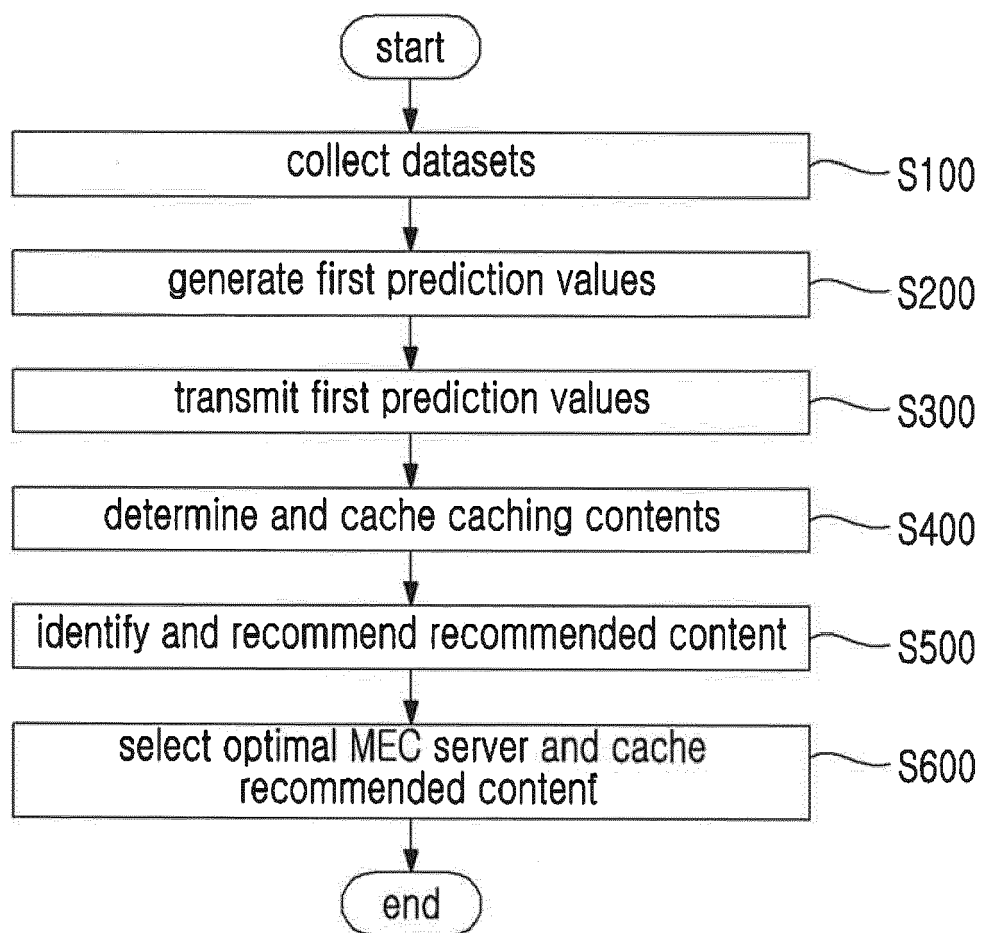 start
collect datasets
S100
generate first prediction values
S200
transmit first prediction values
S300
determine and cache caching contents
S400
identify and recommend recommended content
S500
select optimal MEC server and cache
recommended content
S600
end